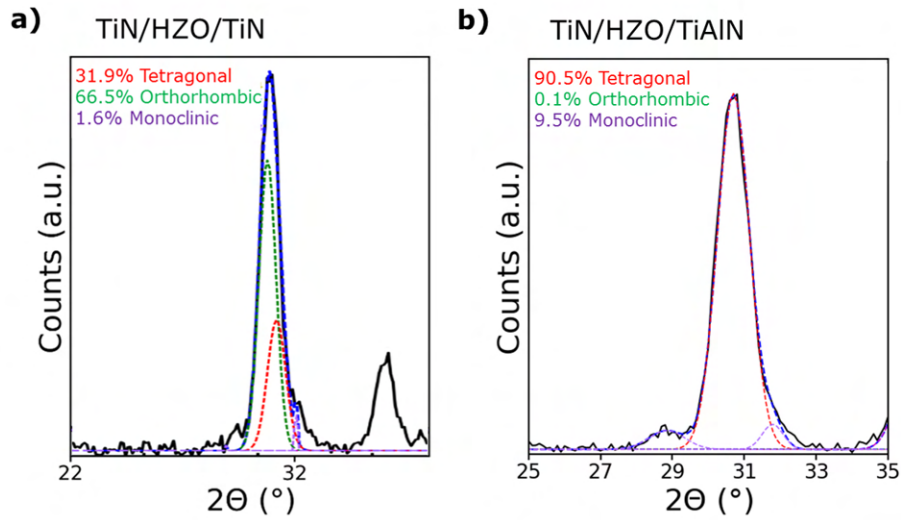 a)
TiN/HZO/TiN
31.9% Tetragonal
66.5% Orthorhombic
1.6% Monoclinic
Counts (a.u.)
22
32
2Θ (°)
b)
TiN/HZO/TiAlN
90.5% Tetragonal
0.1% Orthorhombic
9.5% Monoclinic
Counts (a.u.)
25
27
29
31
33
35
2Θ (°)